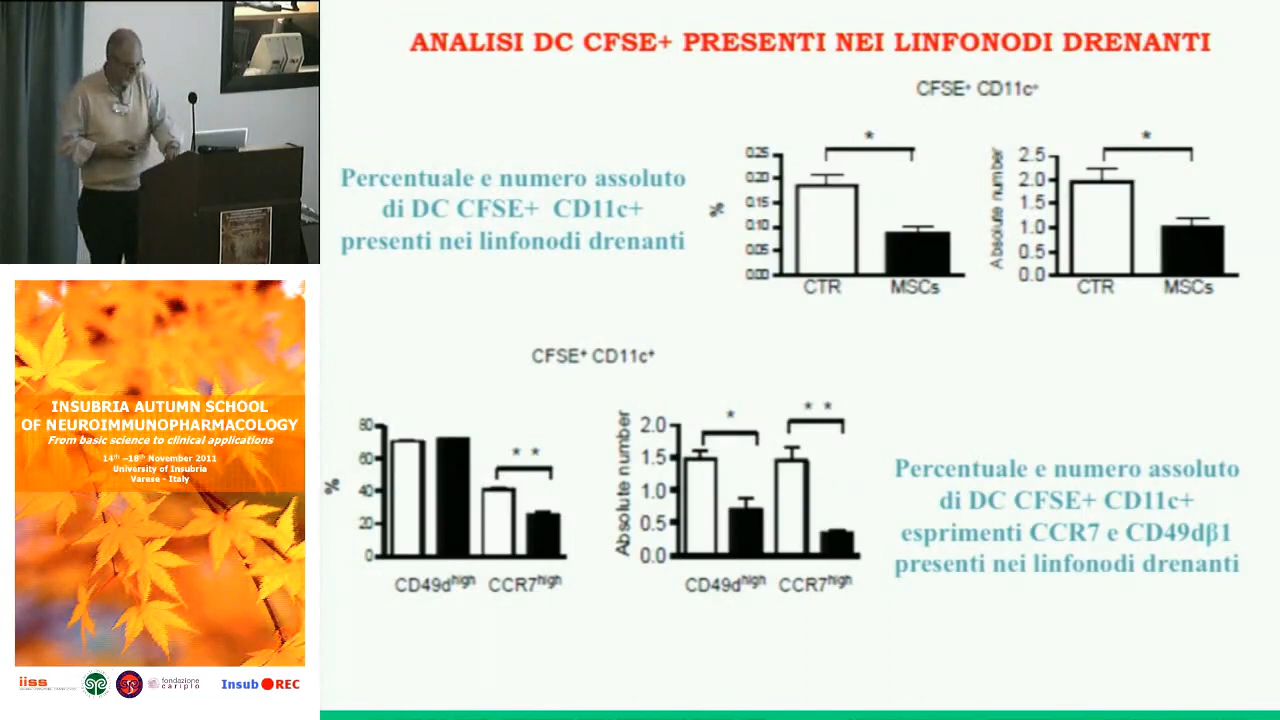 ANALISI DC CFSE+ PRESENTI NEI LINFONODI DRENANTI
CFSE⁺ CD11c⁺
Percentuale e numero assoluto
di DC CFSE+ CD11c+
presenti nei linfonodi drenanti
%
0.25
0.20
0.15
0.10
0.05
0.00
*
CTR
MSCs
Absolute number
2.5
2.0
1.5
1.0
0.5
0.0
*
CTR
MSCs
CFSE⁺ CD11c⁺
%
80
60
40
20
0
* *
CD49dhigh
CCR7high
Absolute number
2.0
1.5
1.0
0.5
0.0
*
* *
CD49dhigh
CCR7high
Percentuale e numero assoluto
di DC CFSE+ CD11c+
esprimenti CCR7 e CD49dβ1
presenti nei linfonodi drenanti
INSUBRIA AUTUMN SCHOOL
OF NEUROIMMUNOPHARMACOLOGY
From basic science to clinical applications
14th –18th November 2011
University of Insubria
Varese - Italy
iiss
fondazione
cariplo
Insub REC